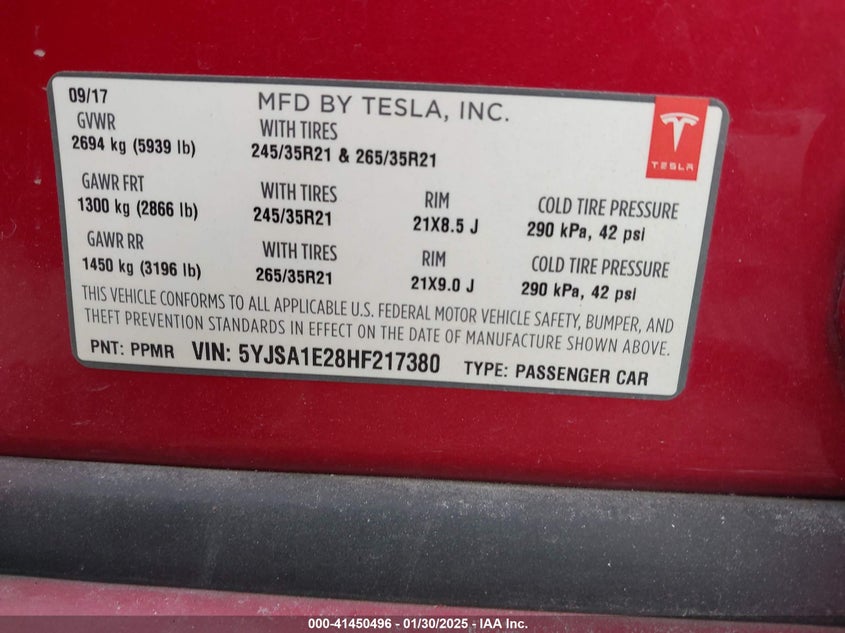 09/17
MFD BY TESLA, INC.
GVWR
WITH TIRES
2694 kg (5939 lb)
245/35R21 & 265/35R21
TESLA
GAWR FRT
WITH TIRES
RIM
COLD TIRE PRESSURE
1300 kg (2866 lb)
245/35R21
21X8.5 J
290 kPa, 42 psi
GAWR RR
WITH TIRES
RIM
COLD TIRE PRESSURE
1450 kg (3196 lb)
265/35R21
21X9.0 J
290 kPa, 42 psi
THIS VEHICLE CONFORMS TO ALL APPLICABLE U.S. FEDERAL MOTOR VEHICLE SAFETY, BUMPER, AND
THEFT PREVENTION STANDARDS IN EFFECT ON THE DATE OF MANUFACTURE SHOWN ABOVE.
PNT: PPMR VIN: 5YJSA1E28HF217380 TYPE: PASSENGER CAR
000-41450496 - 01/30/2025 - IAA Inc.